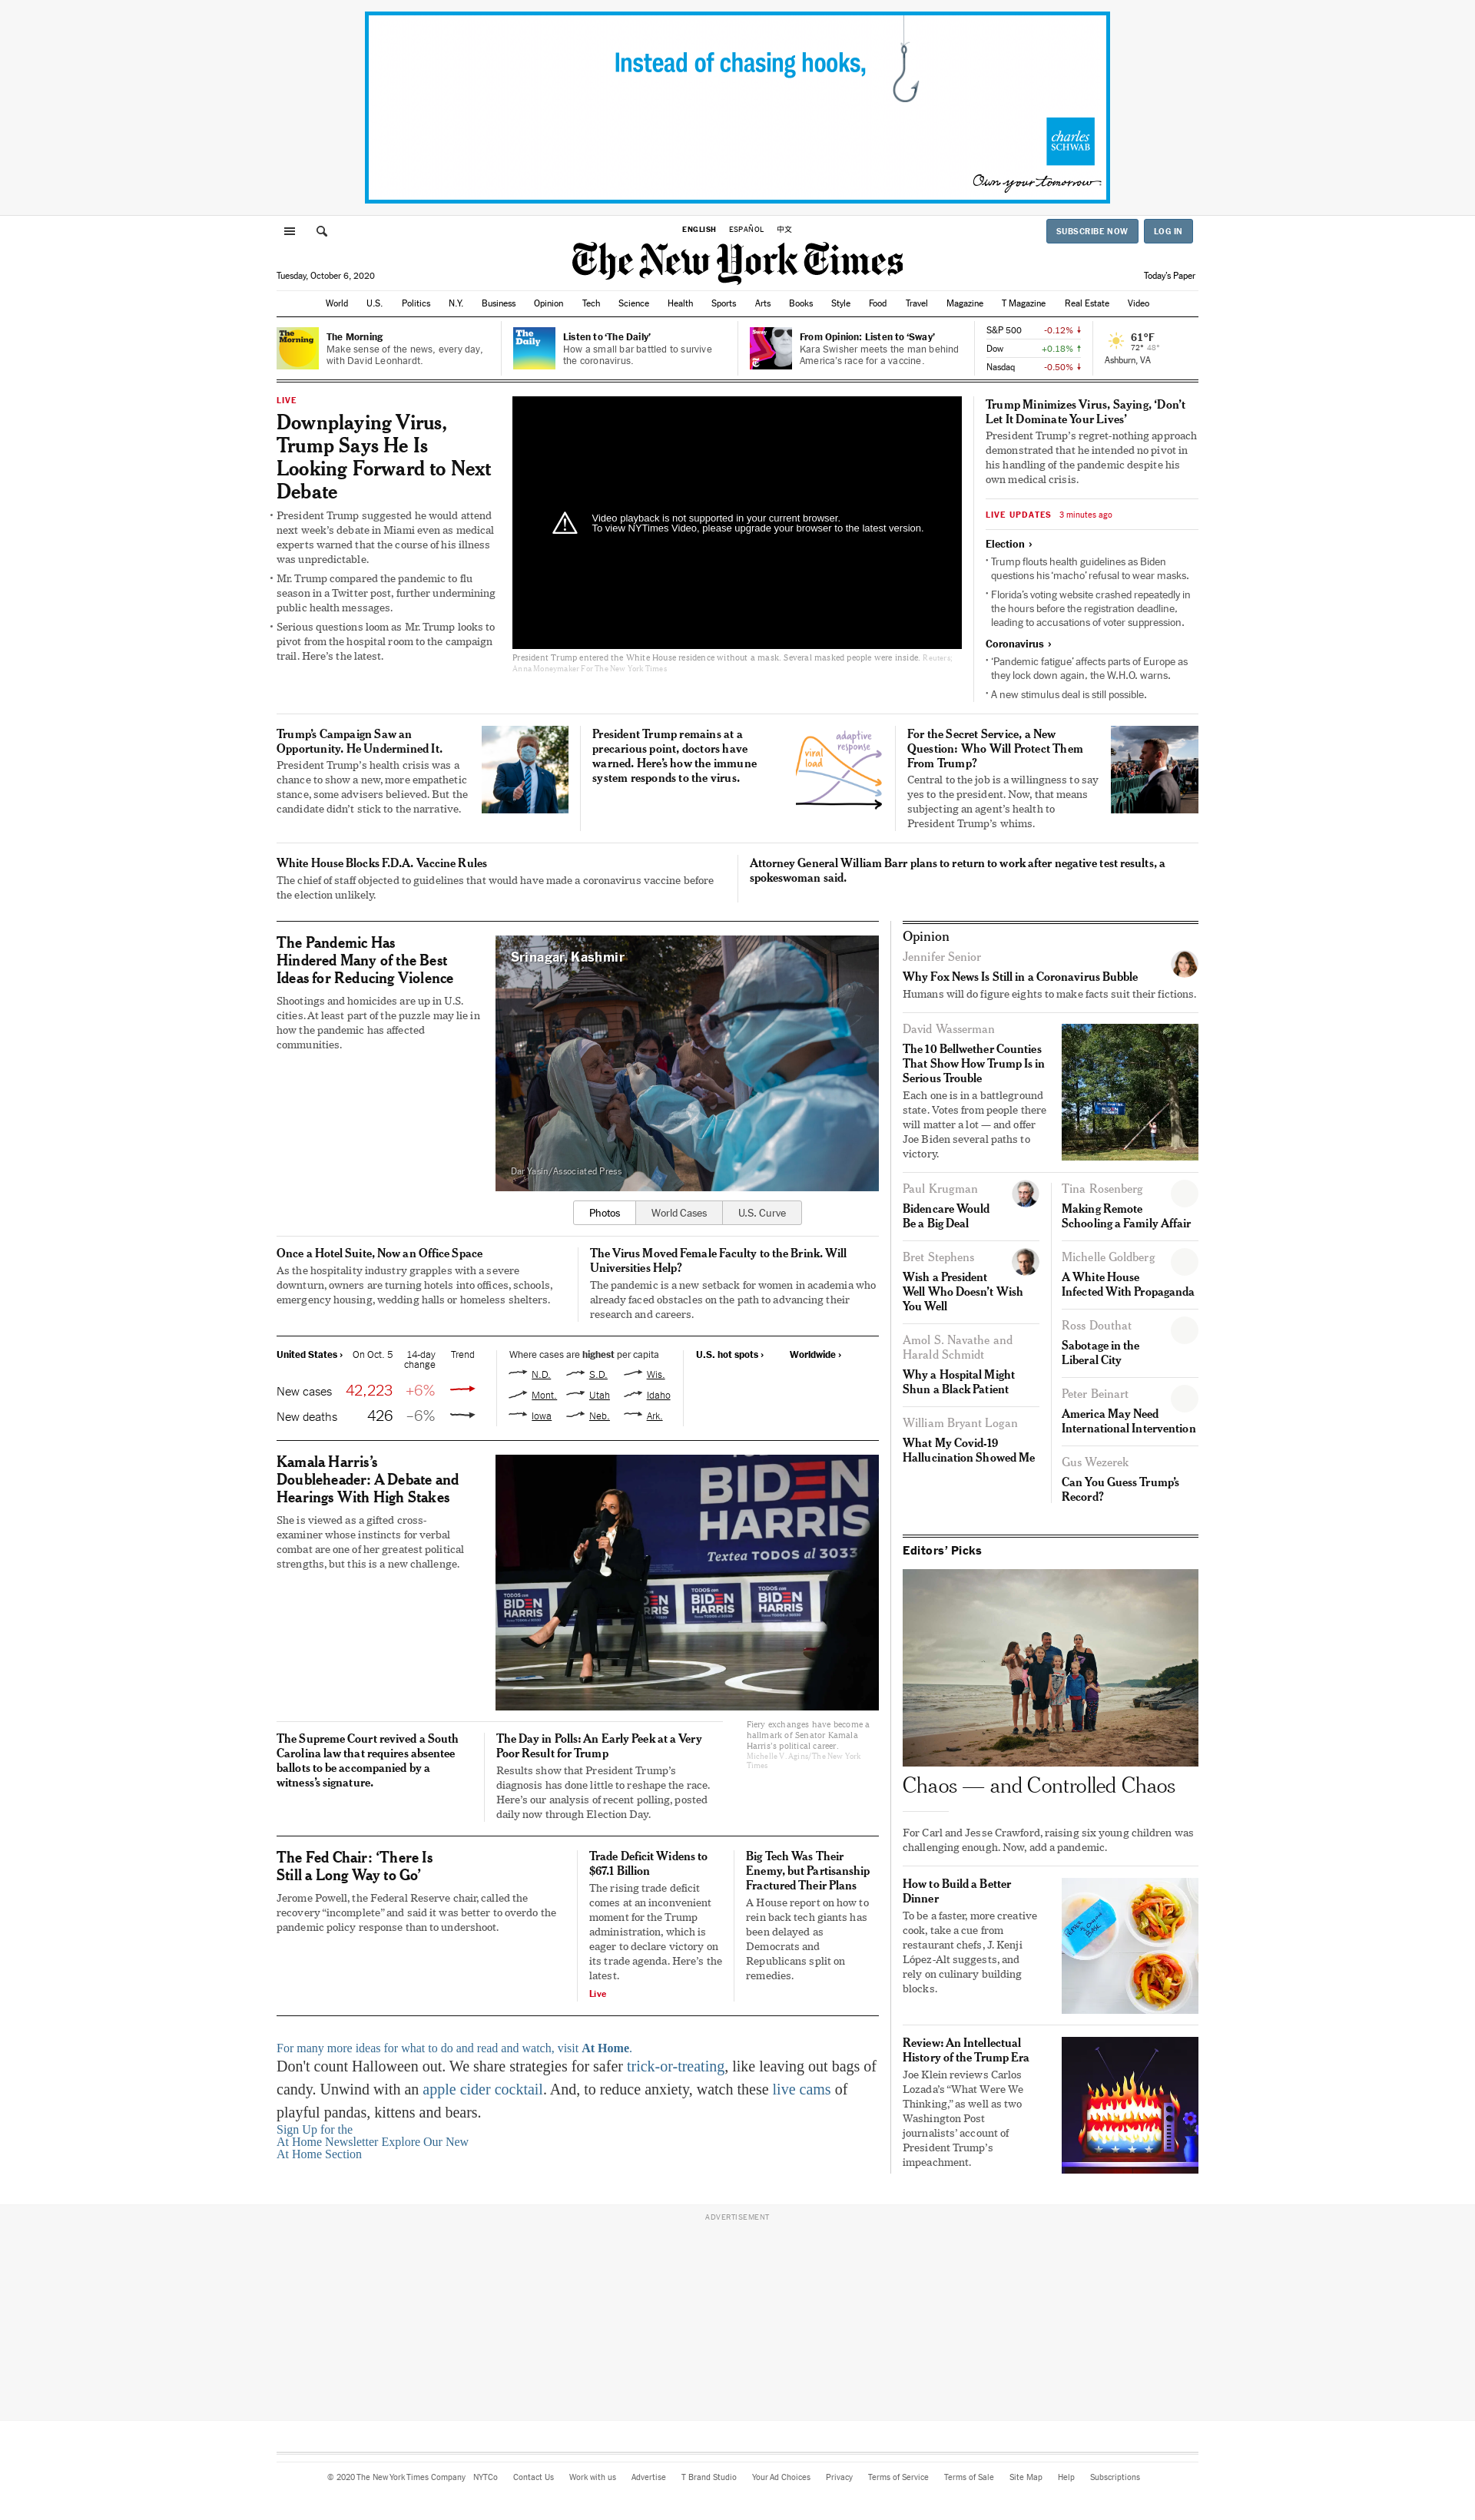 Instead of chasing hooks,
charles
SCHWAB
Own your tomorrow
ENGLISH ESPAÑOL 中文
SUBSCRIBE NOW LOG IN
The New York Times
Tuesday, October 6, 2020
Today's Paper
World U.S. Politics N.Y. Business Opinion Tech Science Health Sports Arts Books Style Food Travel Magazine T Magazine Real Estate Video
The Morning
The Morning
Make sense of the news, every day,
with David Leonhardt.
The Daily
Listen to ‘The Daily’
How a small bar battled to survive
the coronavirus.
Sway
From Opinion: Listen to ‘Sway’
Kara Swisher meets the man behind
America's race for a vaccine.
S&P 500 -0.12% ↓
Dow +0.18% ↑
Nasdaq -0.50% ↓
61°F
72° 48°
Ashburn, VA
LIVE
Downplaying Virus,
Trump Says He Is
Looking Forward to Next
Debate
• President Trump suggested he would attend
next week's debate in Miami even as medical
experts warned that the course of his illness
was unpredictable.
• Mr. Trump compared the pandemic to flu
season in a Twitter post, further undermining
public health messages.
• Serious questions loom as Mr. Trump looks to
pivot from the hospital room to the campaign
trail. Here's the latest.
Video playback is not supported in your current browser.
To view NYTimes Video, please upgrade your browser to the latest version.
President Trump entered the White House residence without a mask. Several masked people were inside. Reuters;
Anna Moneymaker For The New York Times
Trump Minimizes Virus, Saying, ‘Don't
Let It Dominate Your Lives’
President Trump's regret-nothing approach
demonstrated that he intended no pivot in
his handling of the pandemic despite his
own medical crisis.
LIVE UPDATES 3 minutes ago
Election ›
• Trump flouts health guidelines as Biden
questions his ‘macho’ refusal to wear masks.
• Florida's voting website crashed repeatedly in
the hours before the registration deadline,
leading to accusations of voter suppression.
Coronavirus ›
• ‘Pandemic fatigue’ affects parts of Europe as
they lock down again, the W.H.O. warns.
• A new stimulus deal is still possible.
Trump's Campaign Saw an
Opportunity. He Undermined It.
President Trump's health crisis was a
chance to show a new, more empathetic
stance, some advisers believed. But the
candidate didn't stick to the narrative.
President Trump remains at a
precarious point, doctors have
warned. Here's how the immune
system responds to the virus.
adaptive
response
viral
load
For the Secret Service, a New
Question: Who Will Protect Them
From Trump?
Central to the job is a willingness to say
yes to the president. Now, that means
subjecting an agent's health to
President Trump's whims.
White House Blocks F.D.A. Vaccine Rules
The chief of staff objected to guidelines that would have made a coronavirus vaccine before
the election unlikely.
Attorney General William Barr plans to return to work after negative test results, a
spokeswoman said.
The Pandemic Has
Hindered Many of the Best
Ideas for Reducing Violence
Shootings and homicides are up in U.S.
cities. At least part of the puzzle may lie in
how the pandemic has affected
communities.
Srinagar, Kashmir
Dar Yasin/Associated Press
Photos World Cases U.S. Curve
Once a Hotel Suite, Now an Office Space
As the hospitality industry grapples with a severe
downturn, owners are turning hotels into offices, schools,
emergency housing, wedding halls or homeless shelters.
The Virus Moved Female Faculty to the Brink. Will
Universities Help?
The pandemic is a new setback for women in academia who
already faced obstacles on the path to advancing their
research and careers.
United States › On Oct. 5 14-day
change Trend
New cases 42,223 +6%
New deaths 426 –6%
Where cases are highest per capita
N.D. S.D. Wis.
Mont. Utah Idaho
Iowa Neb. Ark.
U.S. hot spots › Worldwide ›
Kamala Harris's
Doubleheader: A Debate and
Hearings With High Stakes
She is viewed as a gifted cross-
examiner whose instincts for verbal
combat are one of her greatest political
strengths, but this is a new challenge.
BIDEN
HARRIS
Textea TODOS al 3033
BIDEN
HARRIS
TODOS
BIDEN
HARRIS
TODOS
BIDEN
HARRIS
Fiery exchanges have become a
hallmark of Senator Kamala
Harris's political career.
Michelle V. Agins/The New York
Times
The Supreme Court revived a South
Carolina law that requires absentee
ballots to be accompanied by a
witness's signature.
The Day in Polls: An Early Peek at a Very
Poor Result for Trump
Results show that President Trump's
diagnosis has done little to reshape the race.
Here's our analysis of recent polling, posted
daily now through Election Day.
The Fed Chair: ‘There Is
Still a Long Way to Go’
Jerome Powell, the Federal Reserve chair, called the
recovery “incomplete” and said it was better to overdo the
pandemic policy response than to undershoot.
Trade Deficit Widens to
$67.1 Billion
The rising trade deficit
comes at an inconvenient
moment for the Trump
administration, which is
eager to declare victory on
its trade agenda. Here's the
latest.
Live
Big Tech Was Their
Enemy, but Partisanship
Fractured Their Plans
A House report on how to
rein back tech giants has
been delayed as
Democrats and
Republicans split on
remedies.
For many more ideas for what to do and read and watch, visit At Home.
Don't count Halloween out. We share strategies for safer trick-or-treating, like leaving out bags of
candy. Unwind with an apple cider cocktail. And, to reduce anxiety, watch these live cams of
playful pandas, kittens and bears.
Sign Up for the
At Home Newsletter Explore Our New
At Home Section
Opinion
Jennifer Senior
Why Fox News Is Still in a Coronavirus Bubble
Humans will do figure eights to make facts suit their fictions.
David Wasserman
The 10 Bellwether Counties
That Show How Trump Is in
Serious Trouble
Each one is in a battleground
state. Votes from people there
will matter a lot — and offer
Joe Biden several paths to
victory.
Paul Krugman
Bidencare Would
Be a Big Deal
Bret Stephens
Wish a President
Well Who Doesn't Wish
You Well
Amol S. Navathe and
Harald Schmidt
Why a Hospital Might
Shun a Black Patient
William Bryant Logan
What My Covid-19
Hallucination Showed Me
Tina Rosenberg
Making Remote
Schooling a Family Affair
Michelle Goldberg
A White House
Infected With Propaganda
Ross Douthat
Sabotage in the
Liberal City
Peter Beinart
America May Need
International Intervention
Gus Wezerek
Can You Guess Trump's
Record?
Editors' Picks
Chaos — and Controlled Chaos
For Carl and Jesse Crawford, raising six young children was
challenging enough. Now, add a pandemic.
How to Build a Better
Dinner
To be a faster, more creative
cook, take a cue from
restaurant chefs, J. Kenji
López-Alt suggests, and
rely on culinary building
blocks.
Review: An Intellectual
History of the Trump Era
Joe Klein reviews Carlos
Lozada's “What Were We
Thinking,” as well as two
Washington Post
journalists' account of
President Trump's
impeachment.
ADVERTISEMENT
© 2020 The New York Times Company NYTCo Contact Us Work with us Advertise T Brand Studio Your Ad Choices Privacy Terms of Service Terms of Sale Site Map Help Subscriptions